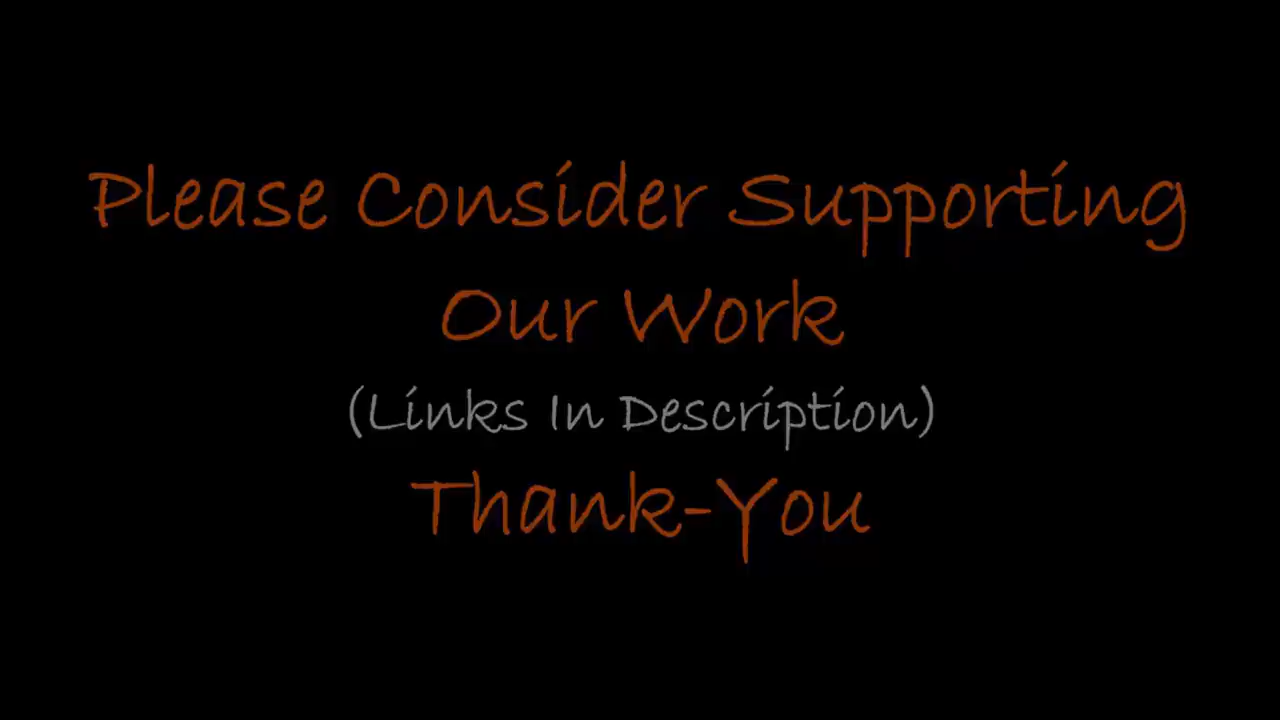 Please Consider Supporting
Our Work
(Links In Description)
Thank-You